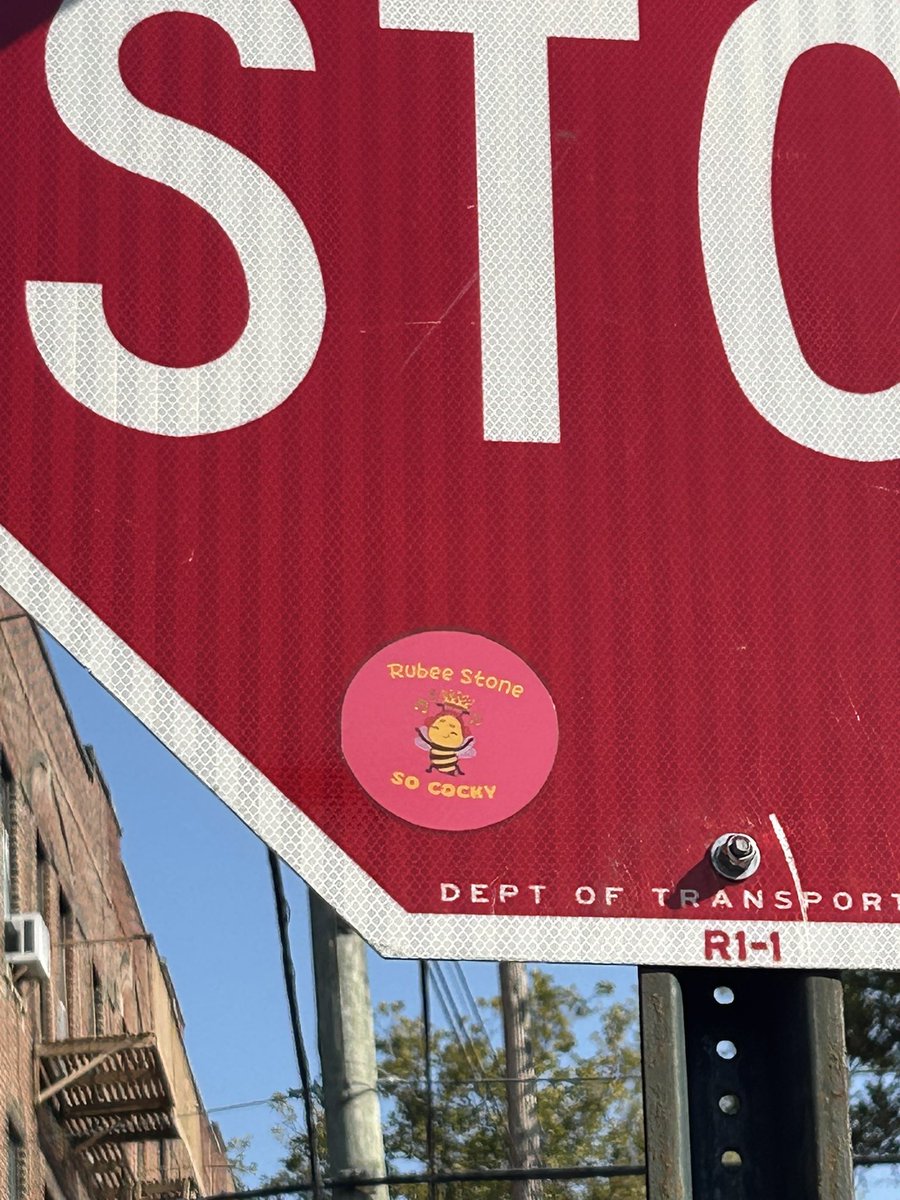 STO
Rubee Stone
SO COCKY
DEPT OF TRANSPORT
R1-1